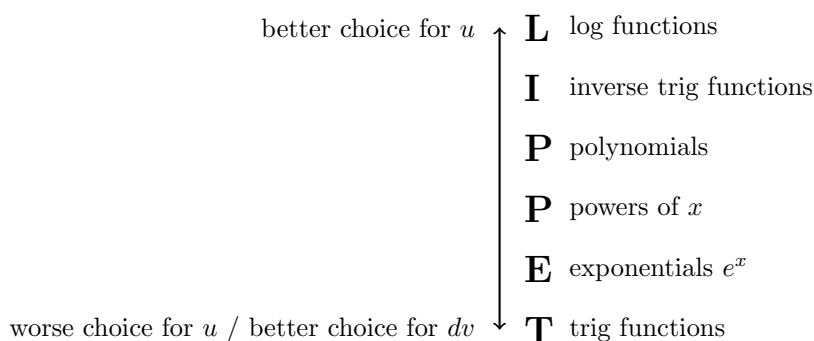 better choice for u L log functions
I inverse trig functions
P polynomials
P powers of x
E exponentials e^x
worse choice for u / better choice for dv T trig functions